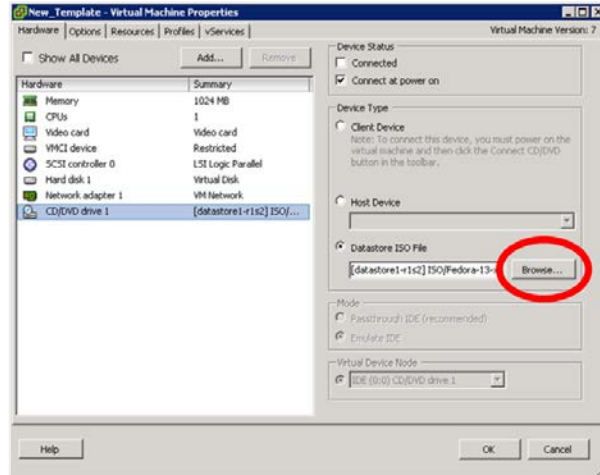 New_Template - Virtual Machine Properties
Hardware Options Resources Profiles vServices
Virtual Machine Version: 7
Show All Devices
Add...
Remove
Hardware Summary
Memory 1024 MB
CPUs 1
Video card Video card
VMCI device Restricted
SCSI controller 0 LSI Logic Parallel
Hard disk 1 Virtual Disk
Network adapter 1 VM Network
CD/DVD drive 1 [datastore1-r1s2] ISO/...
Device Status
Connected
Connect at power on
Device Type
Client Device
Note: To connect this device, you must power on the
virtual machine and then click the Connect CD/DVD
button in the toolbar.
Host Device
Datastore ISO File
[datastore1-r1s2] ISO/Fedora-13-
Browse...
Mode
Passthrough IDE (recommended)
Emulate IDE
Virtual Device Node
IDE (0:0) CD/DVD drive 1
Help
OK
Cancel